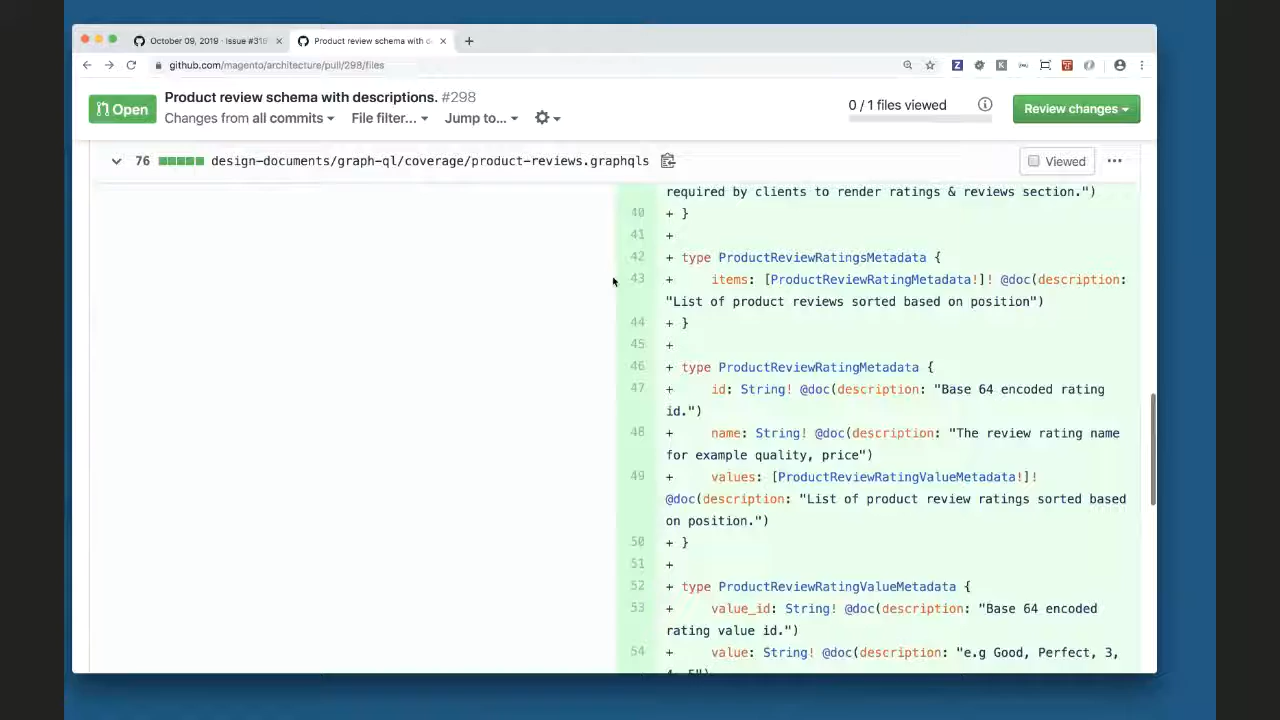 October 09, 2019 · Issue #316
Product review schema with
github.com/magento/architecture/pull/298/files
Open
Product review schema with descriptions. #298
Changes from all commits
File filter...
Jump to...
0 / 1 files viewed
Review changes
76
design-documents/graph-ql/coverage/product-reviews.graphqls
Viewed
required by clients to render ratings & reviews section.")
40 + }
41 +
42 + type ProductReviewRatingsMetadata {
43 + items: [ProductReviewRatingMetadata!]! @doc(description:
"List of product reviews sorted based on position")
44 + }
45 +
46 + type ProductReviewRatingMetadata {
47 + id: String! @doc(description: "Base 64 encoded rating
id.")
48 + name: String! @doc(description: "The review rating name
for example quality, price")
49 + values: [ProductReviewRatingValueMetadata!]!
@doc(description: "List of product review ratings sorted based
on position.")
50 + }
51 +
52 + type ProductReviewRatingValueMetadata {
53 + value_id: String! @doc(description: "Base 64 encoded
rating value id.")
54 + value: String! @doc(description: "e.g Good, Perfect, 3,
4, 5")